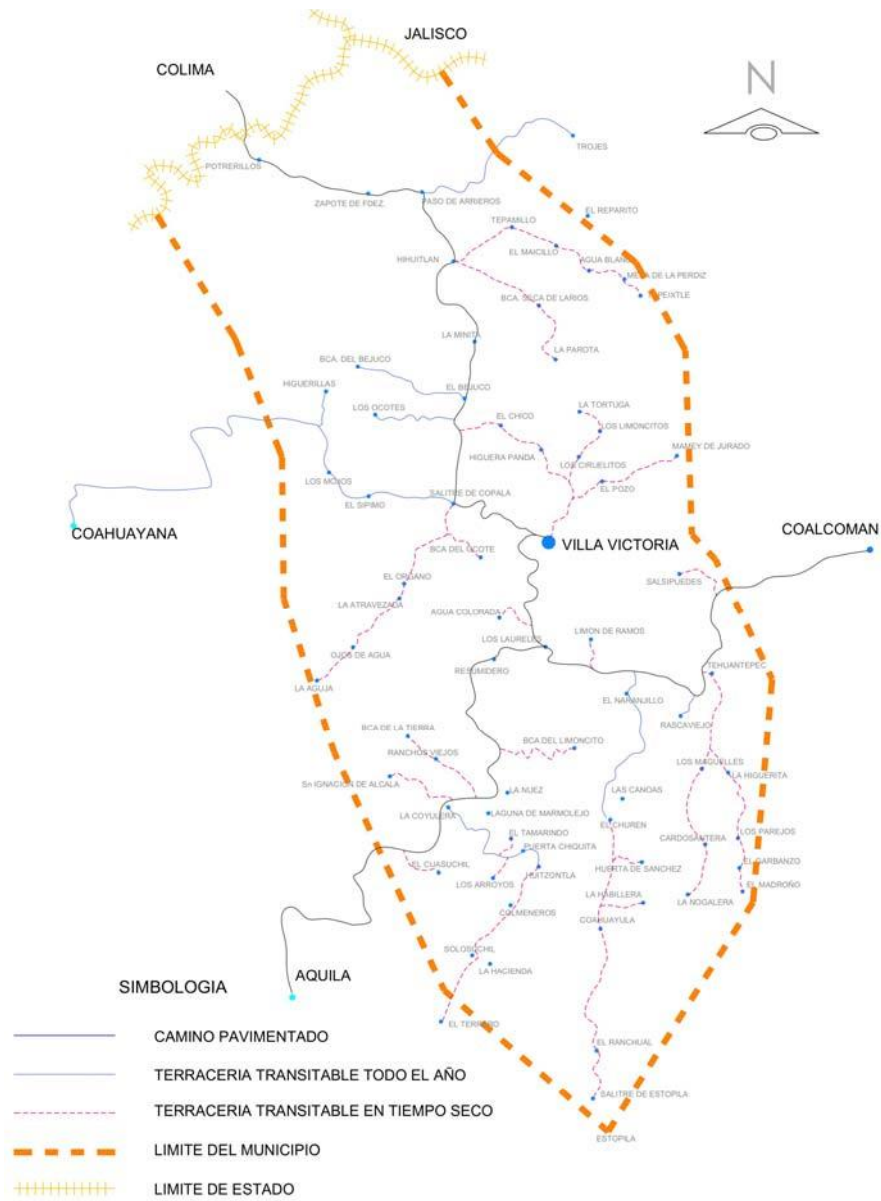 JALISCO
COLIMA
N
TROJES
POTRERILLOS
ZAPOTE DE FDEZ.
PASO DE ARRIEROS
EL REPARITO
TEPAMILLO
EL MAICILLO
HIHUITLAN
AGUA BLANCA
MESA DE LA PERDIZ
TEPEIXTLE
BCA. SECA DE LARIOS
LA MINITA
LA PAROTA
BCA. DEL BEJUCO
HIGUERILLAS
EL BEJUCO
LOS OCOTES
EL CHICO
LA TORTUGA
LOS LIMONCITOS
HIGUERA PANDA
MAMEY DE JURADO
LOS CIRUELITOS
LOS MOJOS
EL POZO
SALITRE DE COPALA
EL SIPIMO
COAHUAYANA
COALCOMAN
VILLA VICTORIA
BCA DEL OCOTE
EL ORGANO
SALSIPUEDES
LA ATRAVEZADA
AGUA COLORADA
LOS LAURELES
LIMON DE RAMOS
OJOS DE AGUA
RESUMIDERO
TEHUANTEPEC
LA AGUJA
EL NARANJILLO
RASCAVIEJO
BCA DE LA TIERRA
RANCHOS VIEJOS
BCA DEL LIMONCITO
LOS MAGUELLES
LA HIGUERITA
Sn IGNACION DE ALCALA
LA NUEZ
LAS CANOAS
LA COYULERA
LAGUNA DE MARMOLEJO
EL CHUREN
EL TAMARINDO
CARDOSANTERA
LOS PAREJOS
PUERTA CHIQUITA
EL CUASUCHIL
HUITZONTLA
HUERTA DE SANCHEZ
EL GARBANZO
LOS ARROYOS
LA HABILLERA
EL MADROÑO
LA NOGALERA
COLMENEROS
COAHUAYULA
SOLOSUCHIL
LA HACIENDA
AQUILA
EL TERRERO
EL RANCHUAL
SALITRE DE ESTOPILA
ESTOPILA
SIMBOLOGIA
CAMINO PAVIMENTADO
TERRACERIA TRANSITABLE TODO EL AÑO
TERRACERIA TRANSITABLE EN TIEMPO SECO
LIMITE DEL MUNICIPIO
LIMITE DE ESTADO